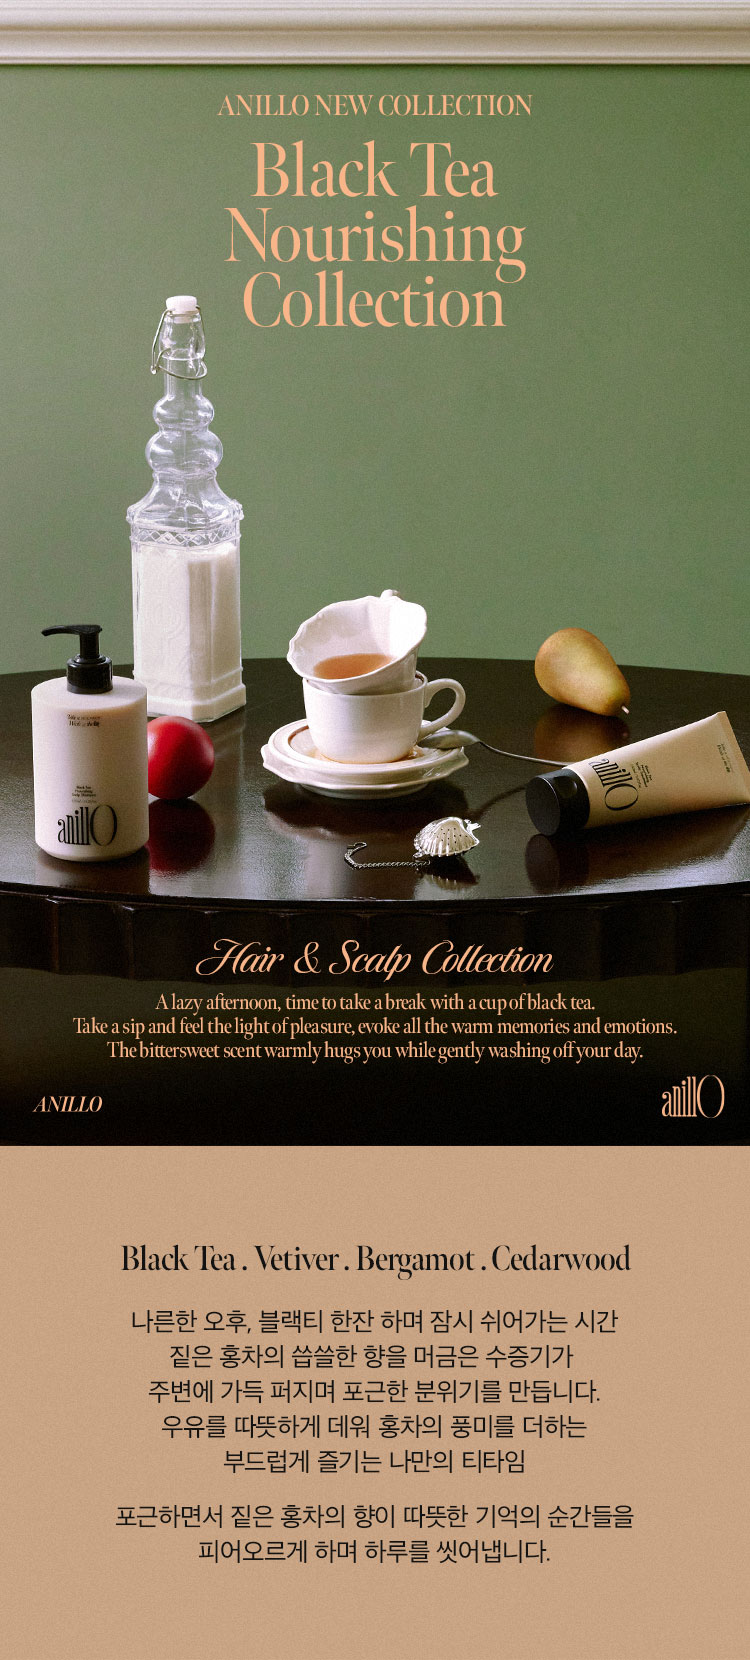 ANILLO NEW COLLECTION
Black Tea
Nourishing
Collection
anillO
anillO
Hair & Scalp Collection
A lazy afternoon, time to take a break with a cup of black tea.
Take a sip and feel the light of pleasure, evoke all the warm memories and emotions.
The bittersweet scent warmly hugs you while gently washing off your day.
ANILLO
anillO
Black Tea . Vetiver . Bergamot . Cedarwood
나른한 오후, 블랙티 한잔 하며 잠시 쉬어가는 시간
짙은 홍차의 씁쓸한 향을 머금은 수증기가
주변에 가득 퍼지며 포근한 분위기를 만듭니다.
우유를 따뜻하게 데워 홍차의 풍미를 더하는
부드럽게 즐기는 나만의 티타임
포근하면서 짙은 홍차의 향이 따뜻한 기억의 순간들을
피어오르게 하며 하루를 씻어냅니다.